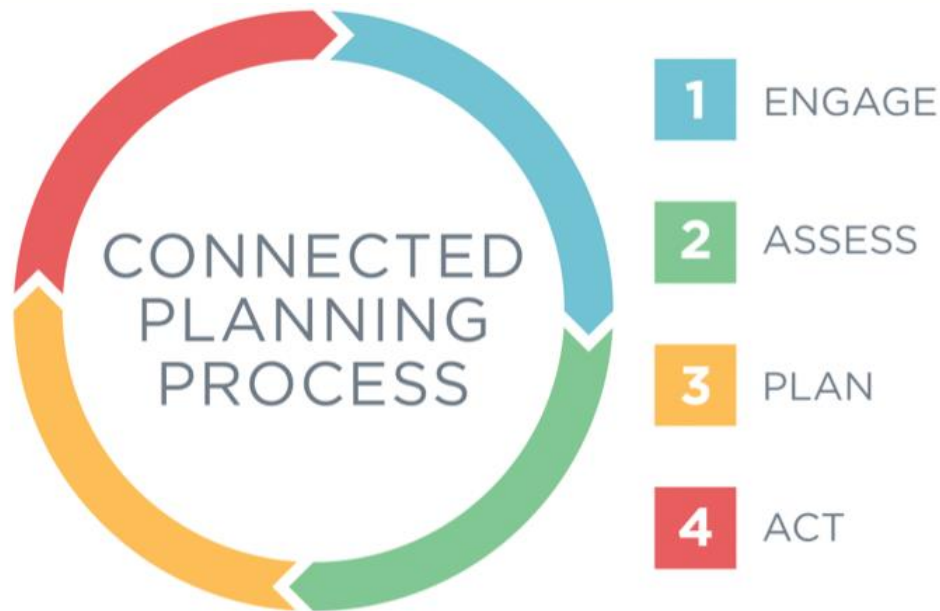 CONNECTED
PLANNING
PROCESS
1 ENGAGE
2 ASSESS
3 PLAN
4 ACT